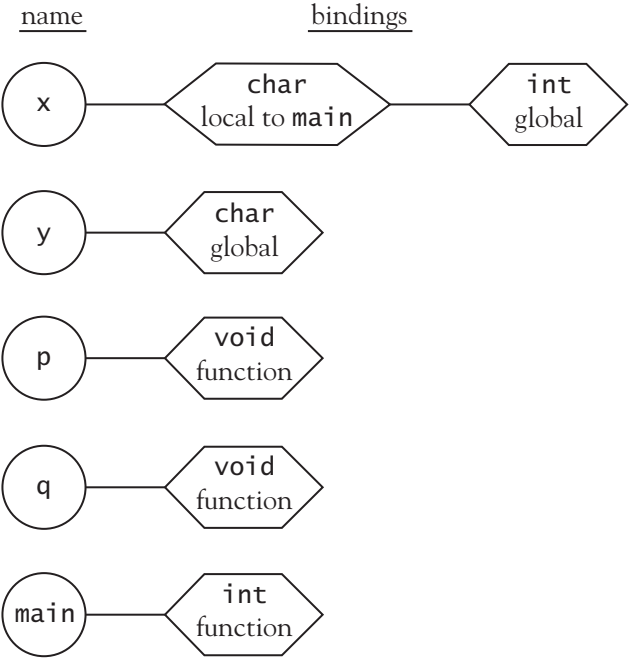 name bindings
x char int
local to main global
y char
global
p void
function
q void
function
main int
function